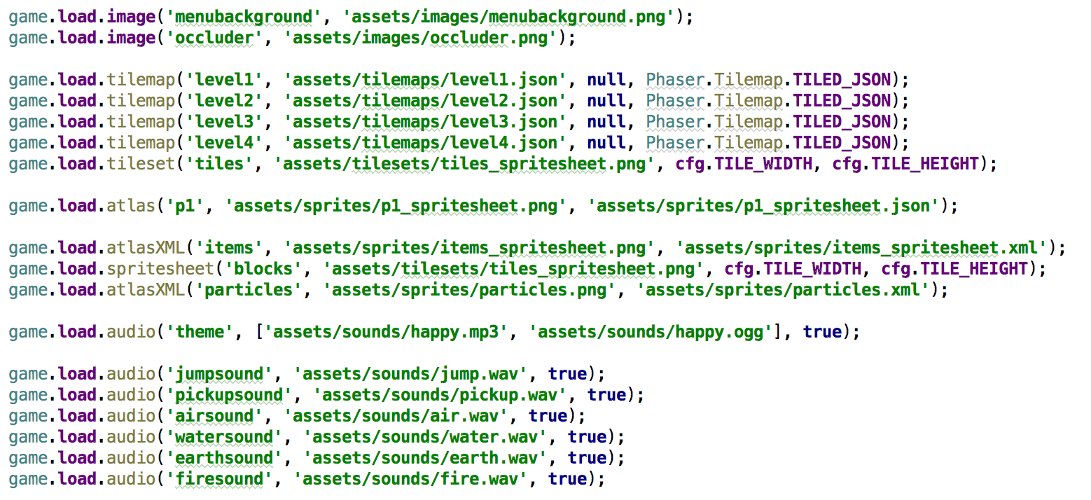 game.load.image('menubackground', 'assets/images/menubackground.png');
game.load.image('occluder', 'assets/images/occluder.png');
game.load.tilemap('level1', 'assets/tilemaps/level1.json', null, Phaser.Tilemap.TILED_JSON);
game.load.tilemap('level2', 'assets/tilemaps/level2.json', null, Phaser.Tilemap.TILED_JSON);
game.load.tilemap('level3', 'assets/tilemaps/level3.json', null, Phaser.Tilemap.TILED_JSON);
game.load.tilemap('level4', 'assets/tilemaps/level4.json', null, Phaser.Tilemap.TILED_JSON);
game.load.tileset('tiles', 'assets/tilesets/tiles_spritesheet.png', cfg.TILE_WIDTH, cfg.TILE_HEIGHT);
game.load.atlas('p1', 'assets/sprites/p1_spritesheet.png', 'assets/sprites/p1_spritesheet.json');
game.load.atlasXML('items', 'assets/sprites/items_spritesheet.png', 'assets/sprites/items_spritesheet.xml');
game.load.spritesheet('blocks', 'assets/tilesets/tiles_spritesheet.png', cfg.TILE_WIDTH, cfg.TILE_HEIGHT);
game.load.atlasXML('particles', 'assets/sprites/particles.png', 'assets/sprites/particles.xml');
game.load.audio('theme', ['assets/sounds/happy.mp3', 'assets/sounds/happy.ogg'], true);
game.load.audio('jumpsound', 'assets/sounds/jump.wav', true);
game.load.audio('pickupsound', 'assets/sounds/pickup.wav', true);
game.load.audio('airsound', 'assets/sounds/air.wav', true);
game.load.audio('watersound', 'assets/sounds/water.wav', true);
game.load.audio('earthsound', 'assets/sounds/earth.wav', true);
game.load.audio('firesound', 'assets/sounds/fire.wav', true);